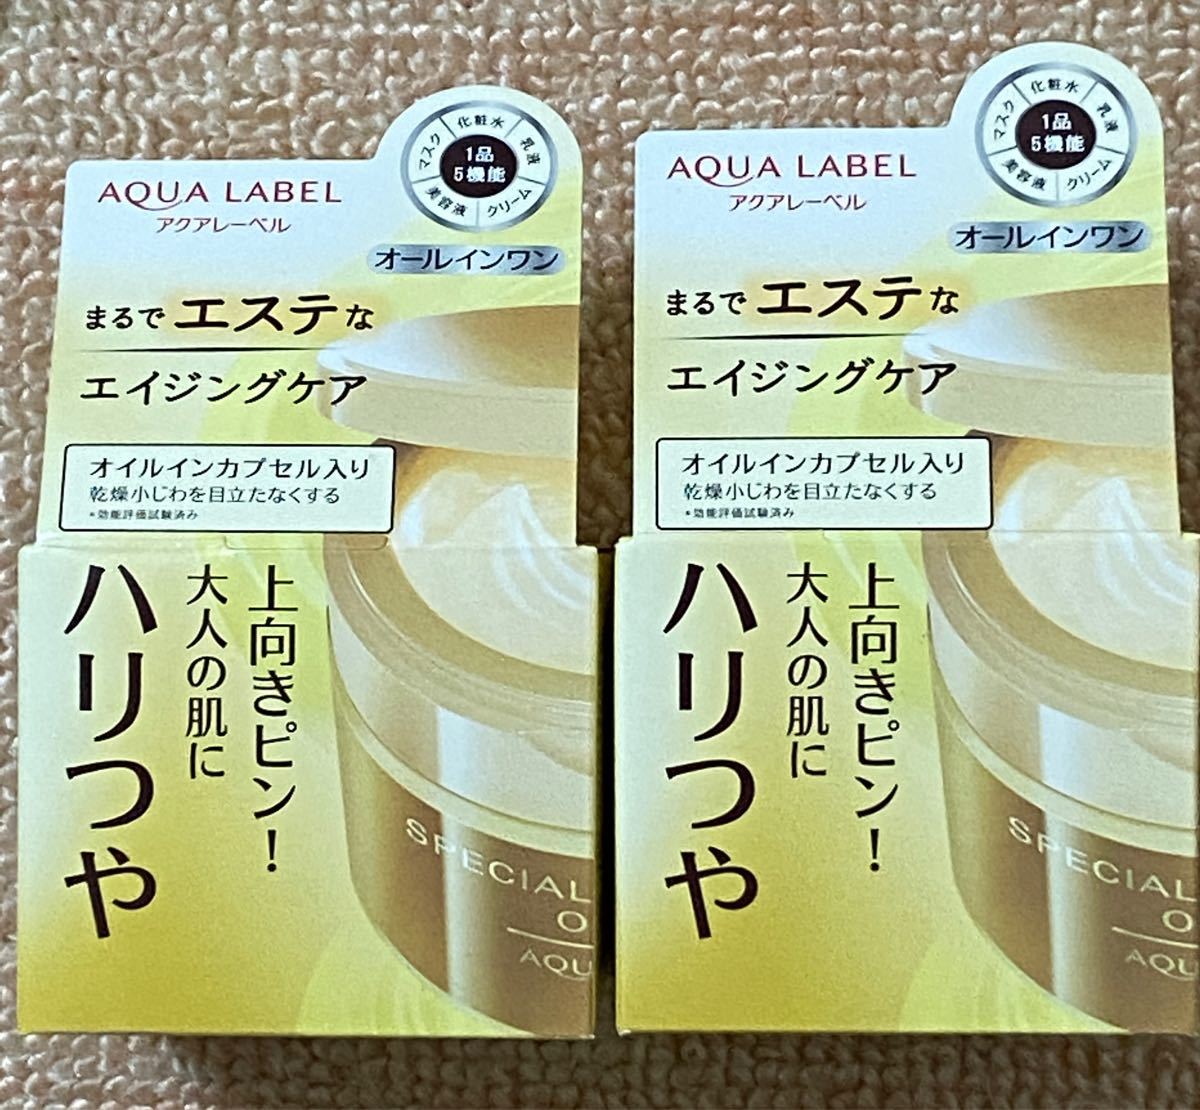 AQUA LABEL
アクアレーベル
1品
5機能
化粧水
乳液
クリーム
美容液
マスク
オールインワン
まるでエステな
エイジングケア
オイルインカプセル入り
乾燥小じわを目立たなくする
*効能評価試験済み
上向きピン!
大人の肌に
ハリつや
SPECIAL
O
AQU
AQUA LABEL
アクアレーベル
1品
5機能
化粧水
乳液
クリーム
美容液
マスク
オールインワン
まるでエステな
エイジングケア
オイルインカプセル入り
乾燥小じわを目立たなくする
*効能評価試験済み
上向きピン!
大人の肌に
ハリつや
SPECIAL
O
AQU